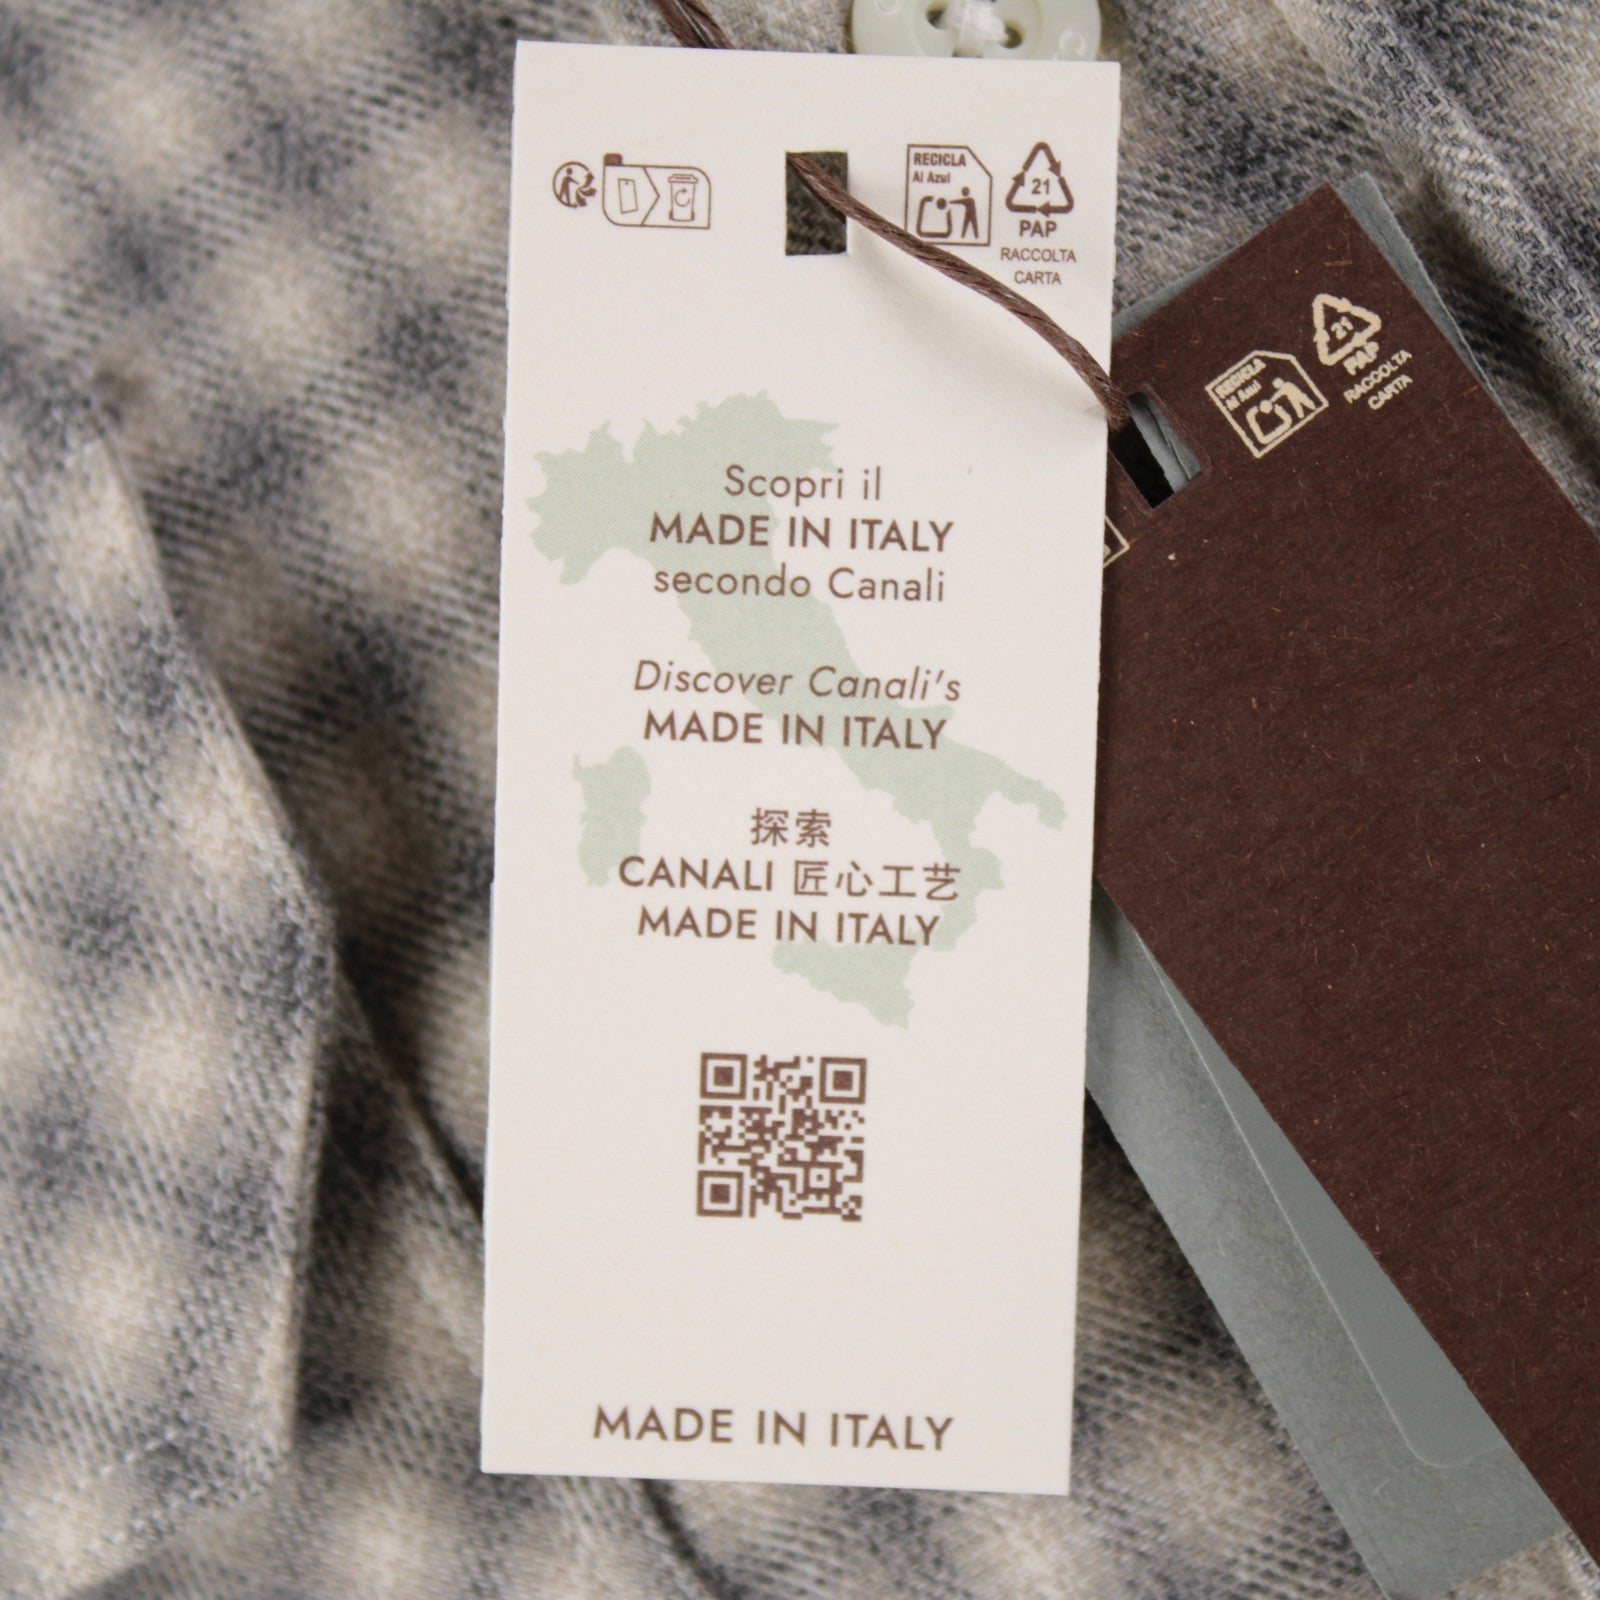 RECICLA
Al Azul
21
PAP
RACCOLTA
CARTA
Scopri il
MADE IN ITALY
secondo Canali
Discover Canali's
MADE IN ITALY
探索
CANALI 匠心工艺
MADE IN ITALY
MADE IN ITALY
RECICLA
Al Azul
21
PAP
RACCOLTA
CARTA